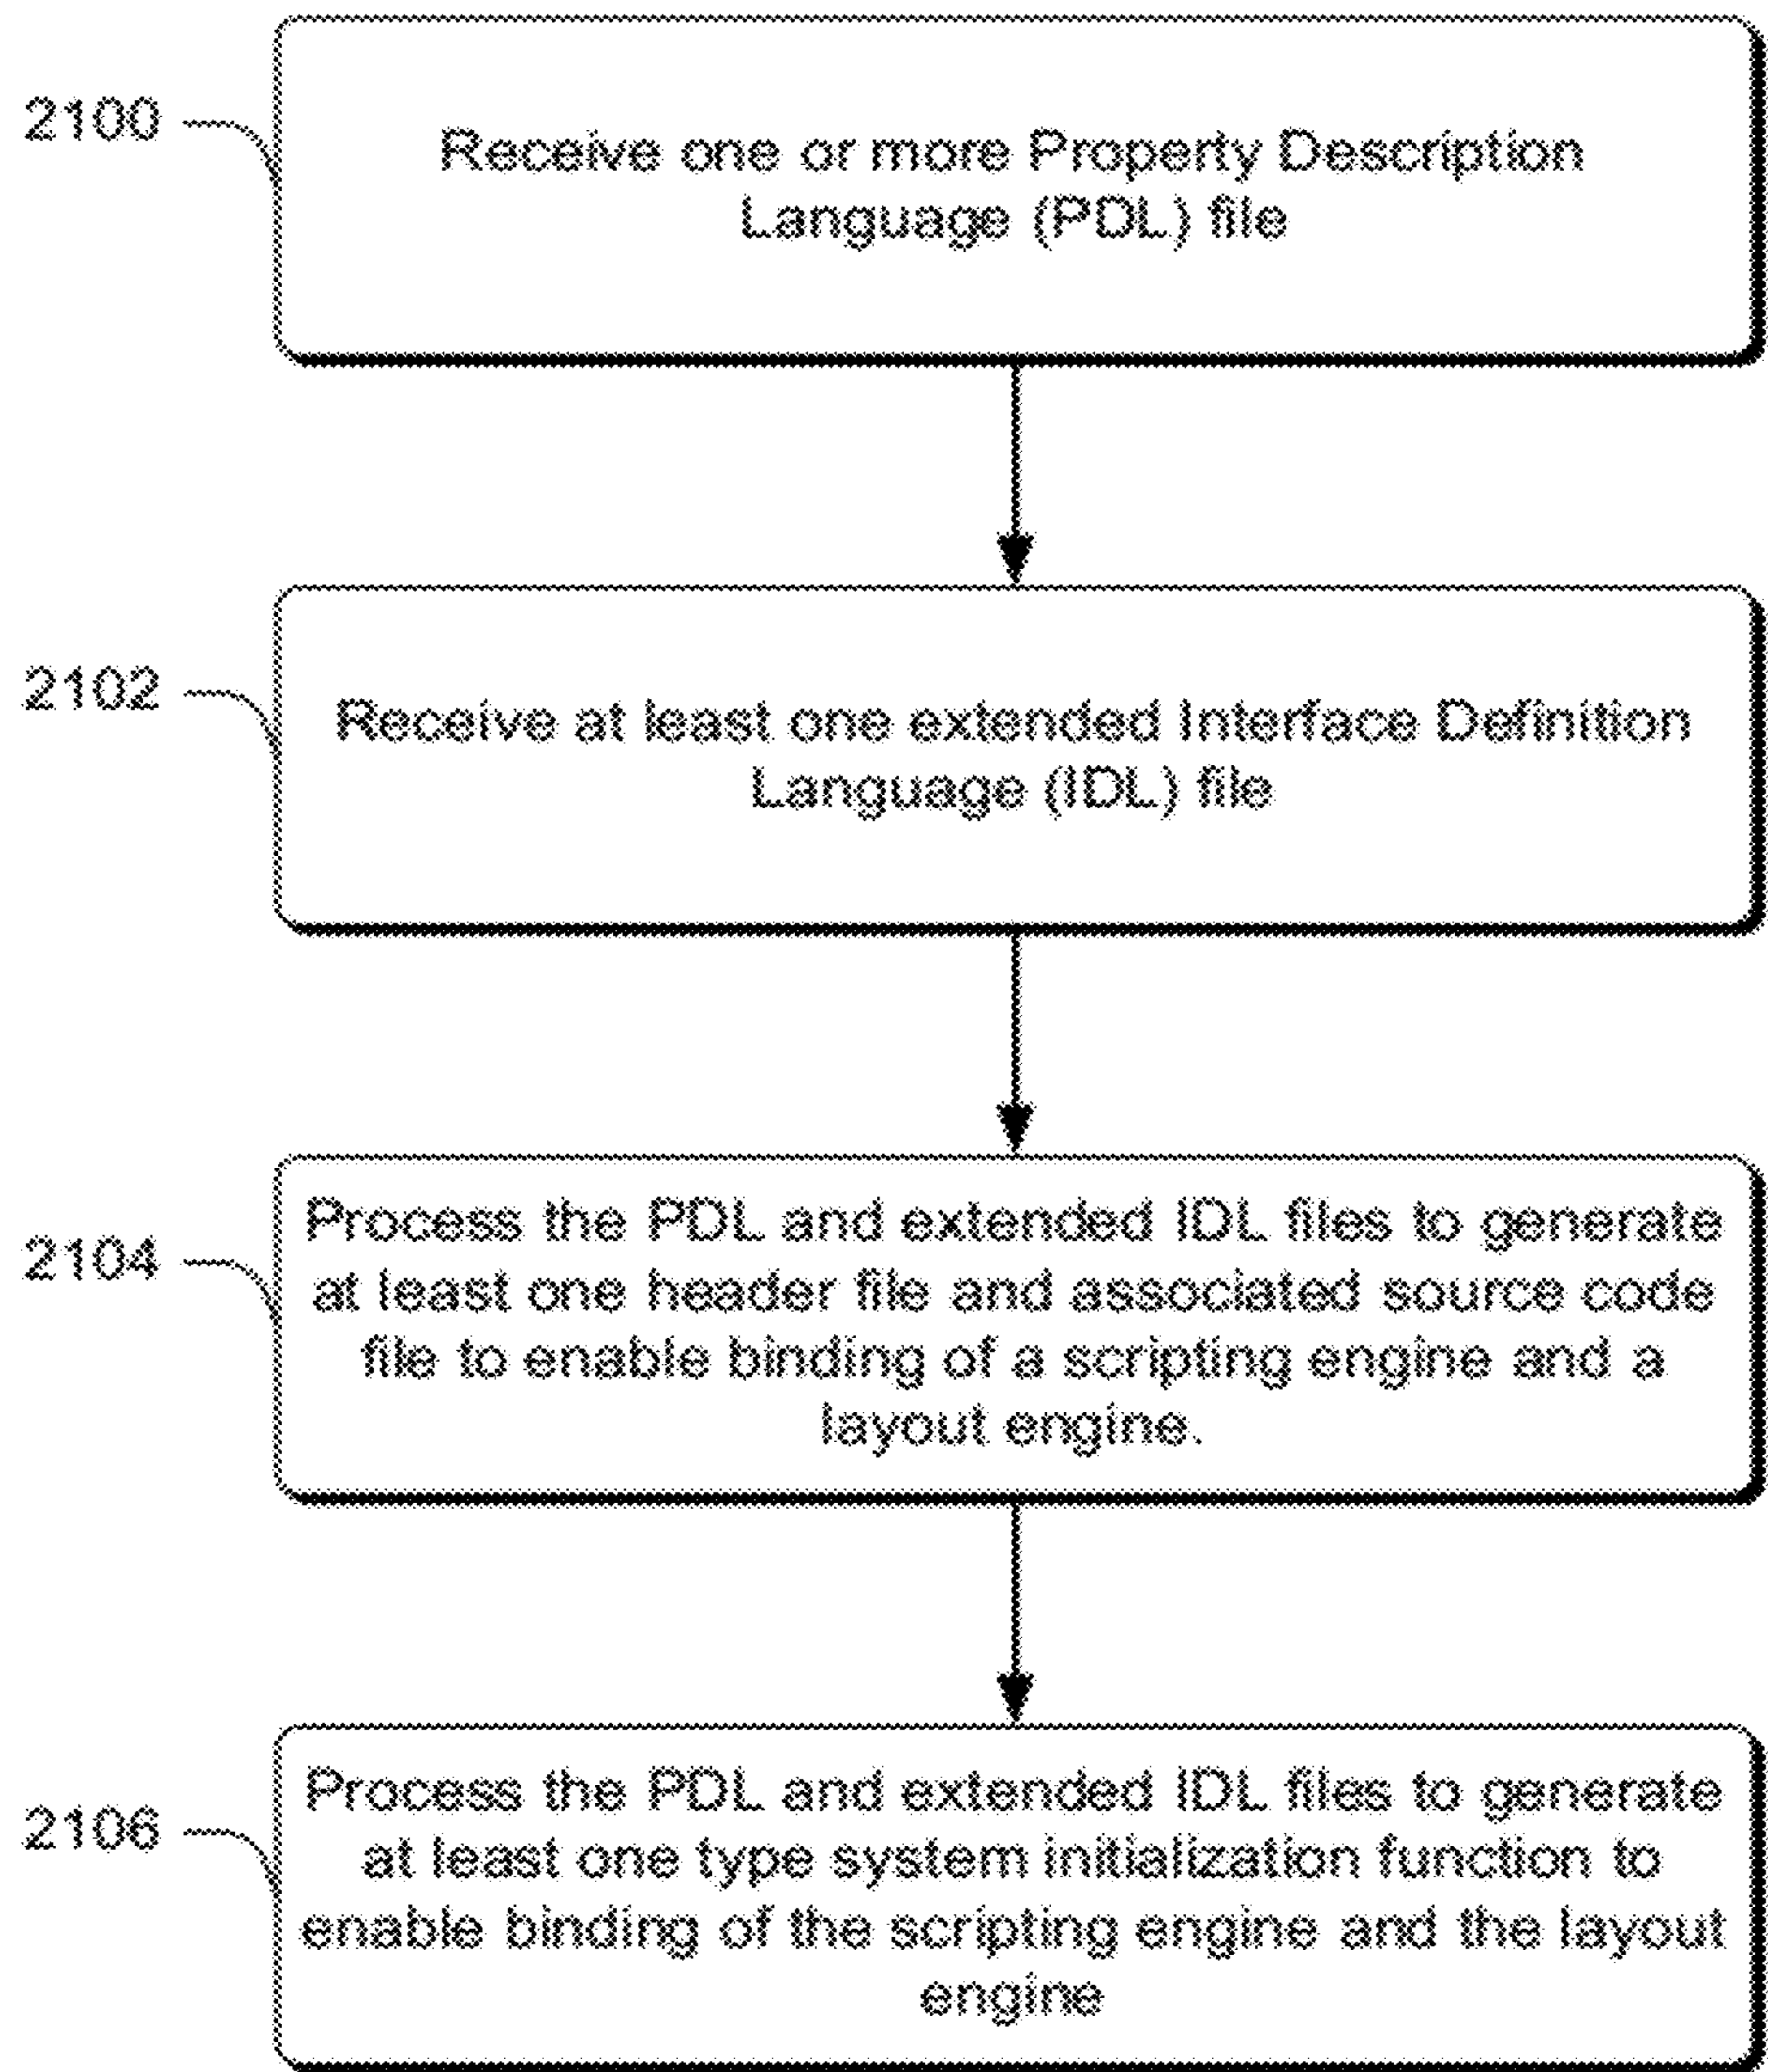 2100
Receive one or more Property Description
Language (PDL) file
2102
Receive at least one extended Interface Definition
Language (IDL) file
2104
Process the PDL and extended IDL files to generate
at least one header file and associated source code
file to enable binding of a scripting engine and a
layout engine.
2106
Process the PDL and extended IDL files to generate
at least one type system initialization function to
enable binding of the scripting engine and the layout
engine